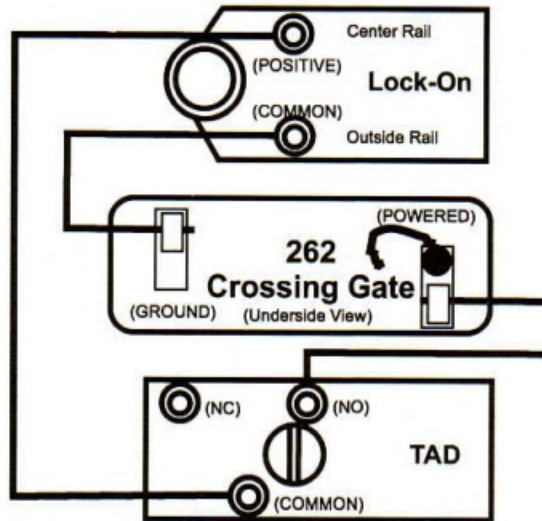 Center Rail
(POSITIVE)
Lock-On
(COMMON)
Outside Rail
(POWERED)
262
Crossing Gate
(GROUND)
(Underside View)
(NC)
(NO)
TAD
(COMMON)